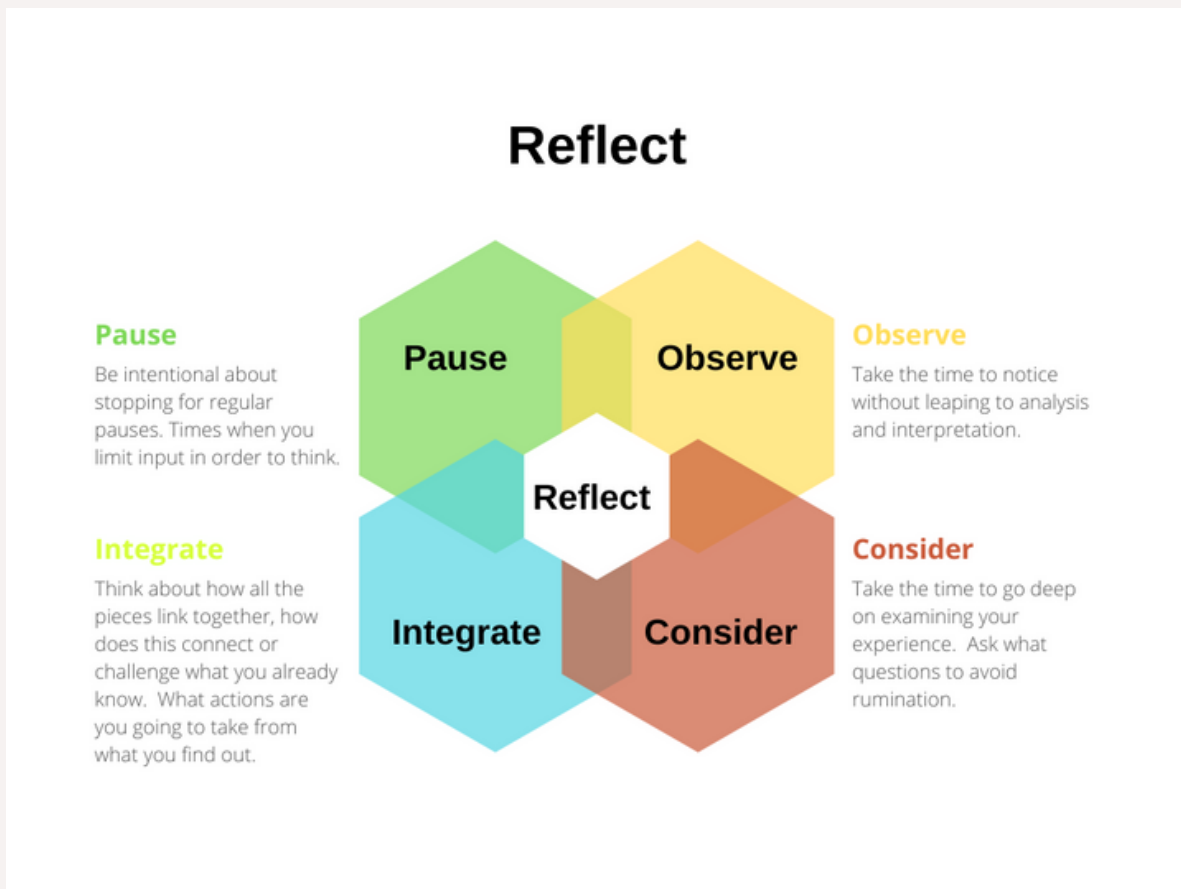 Reflect
Pause
Be intentional about
stopping for regular
pauses. Times when you
limit input in order to think.
Integrate
Think about how all the
pieces link together, how
does this connect or
challenge what you already
know.  What actions are
you going to take from
what you find out.
Pause
Observe
Reflect
Integrate
Consider
Observe
Take the time to notice
without leaping to analysis
and interpretation.
Consider
Take the time to go deep
on examining your
experience.  Ask what
questions to avoid
rumination.